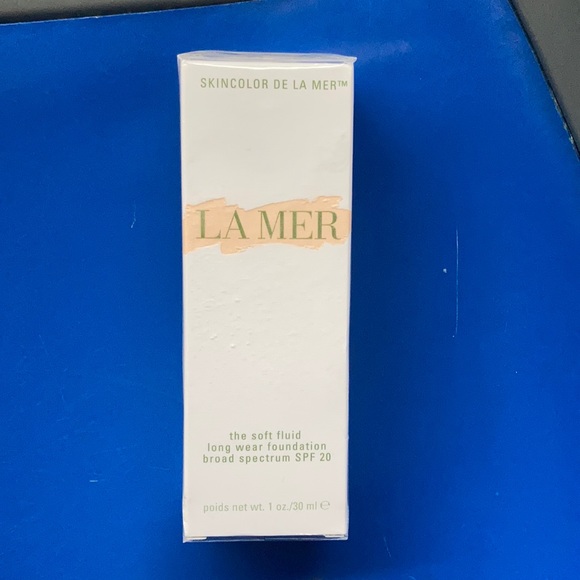 SKINCOLOR DE LA MER™
LA MER
the soft fluid
long wear foundation
broad spectrum SPF 20
poids net wt. 1 oz./30 ml ℮